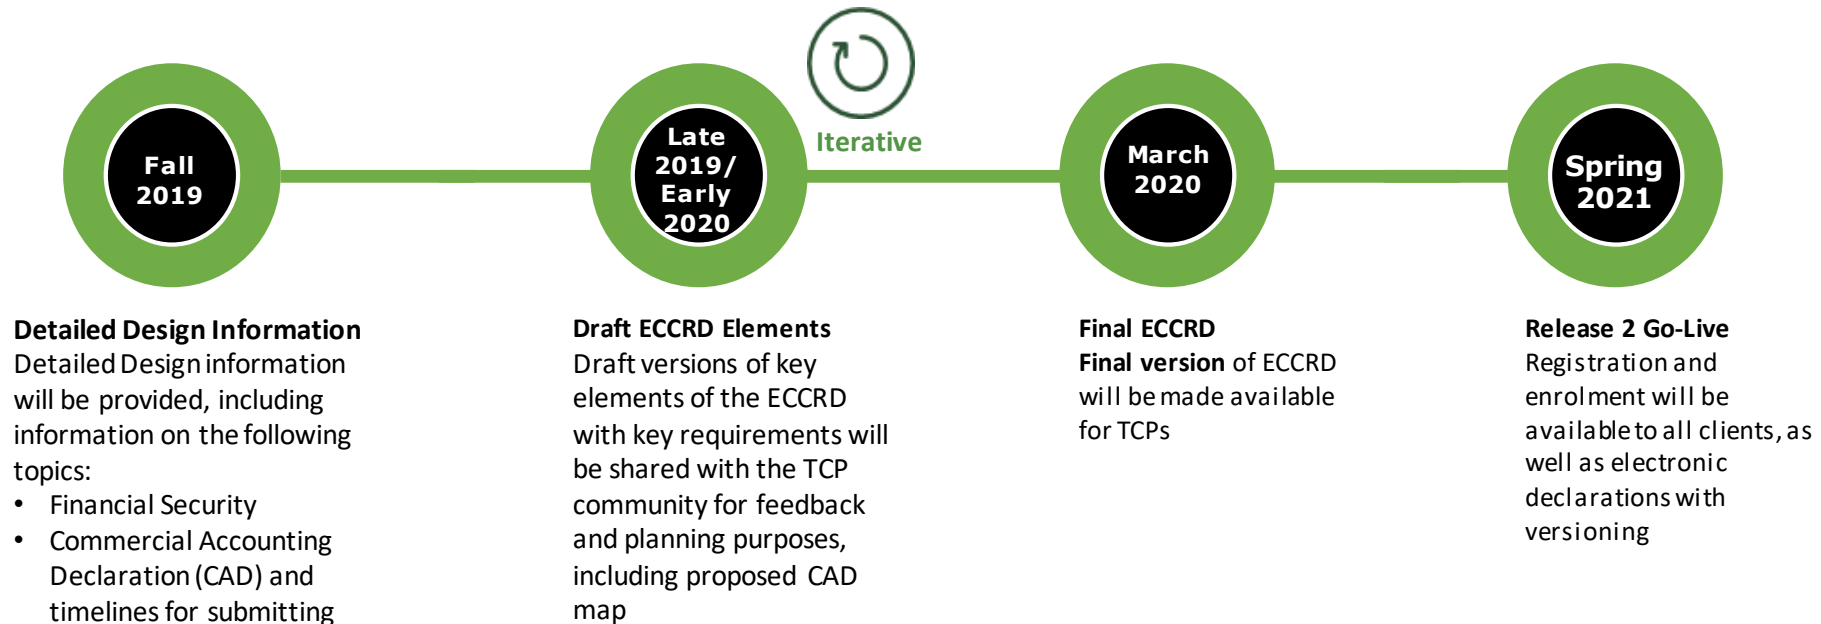 Iterative
Fall
2019
Late
2019/
Early
2020
March
2020
Spring
2021
Detailed Design Information
Detailed Design information
will be provided, including
information on the following
topics:
• Financial Security
• Commercial Accounting
Declaration (CAD) and
timelines for submitting
Draft ECCRD Elements
Draft versions of key
elements of the ECCRD
with key requirements will
be shared with the TCP
community for feedback
and planning purposes,
including proposed CAD
map
Final ECCRD
Final version of ECCRD
will be made available
for TCPs
Release 2 Go-Live
Registration and
enrolment will be
available to all clients, as
well as electronic
declarations with
versioning